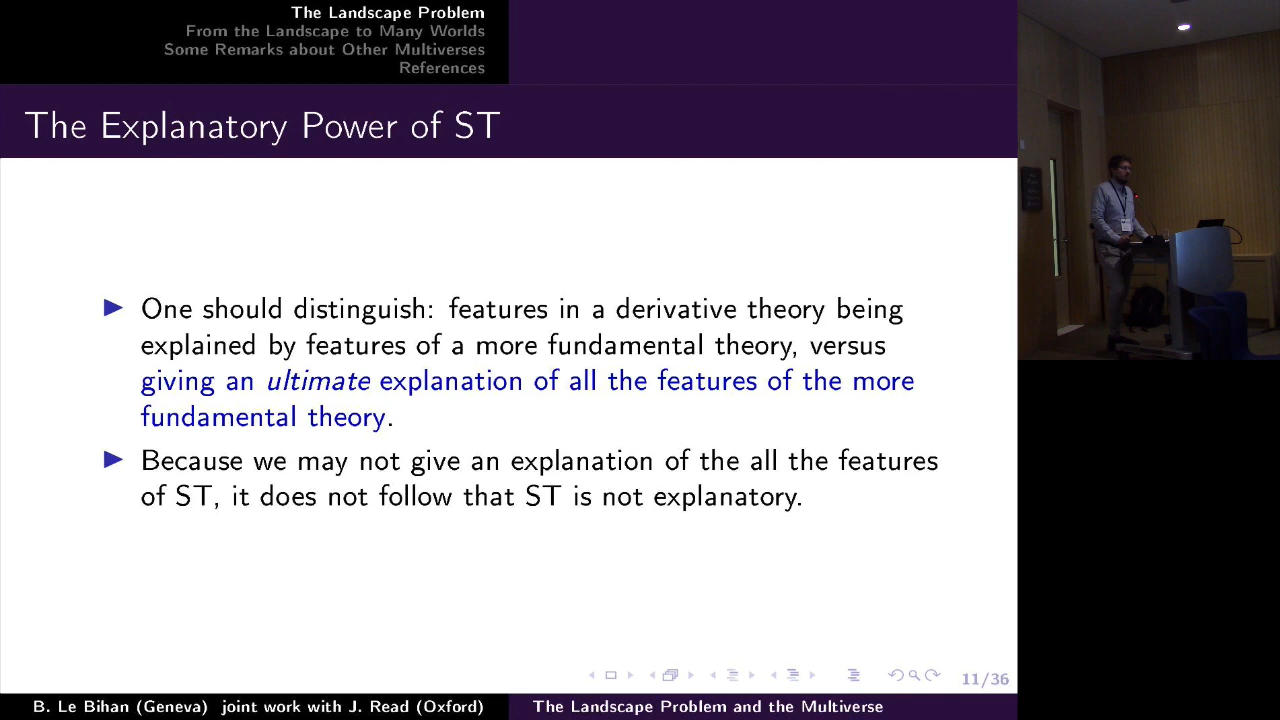 The Landscape Problem
From the Landscape to Many Worlds
Some Remarks about Other Multiverses
References
The Explanatory Power of ST
One should distinguish: features in a derivative theory being
explained by features of a more fundamental theory, versus
giving an ultimate explanation of all the features of the more
fundamental theory.
Because we may not give an explanation of the all the features
of ST, it does not follow that ST is not explanatory.
11/36
B. Le Bihan (Geneva) joint work with J. Read (Oxford)
The Landscape Problem and the Multiverse